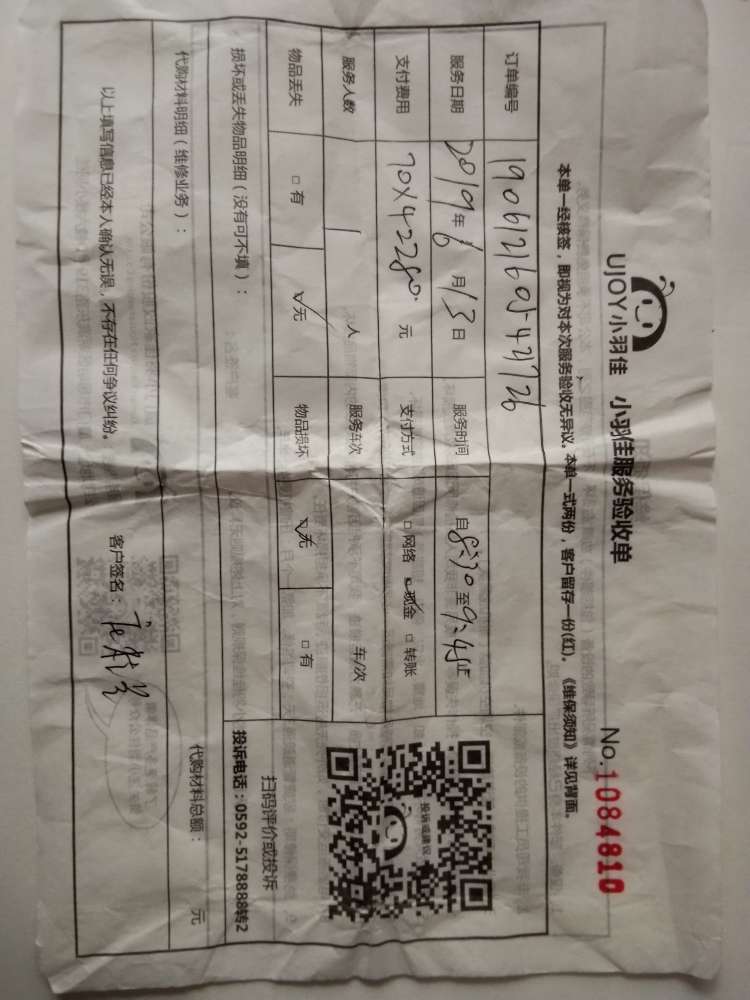 UJOY小羽佳 小羽佳服务验收单 No.1084810
本单一经核签，即视为对本次服务验收无异议。本单一式两份，客户留存一份(红)。《维保须知》详见背面。
订单编号 1906121605421726
服务日期 2019年6月13日 服务时间 自 至9:45止
支付费用 70X4=280 元 支付方式 □网络 ☑现金 □转账
服务人数 1 人 服务车次 车/次
物品丢失 □有 ☑无 物品损坏 ☑无 □有
投诉或建议
扫码评价或投诉
投诉电话：0592-5178888转2
损坏或丢失物品明细（没有可不填）：
代购材料明细（维修业务）： 代购材料总额： 元
以上填写信息已经本人确认无误，不存在任何争议纠纷。 客户签名：